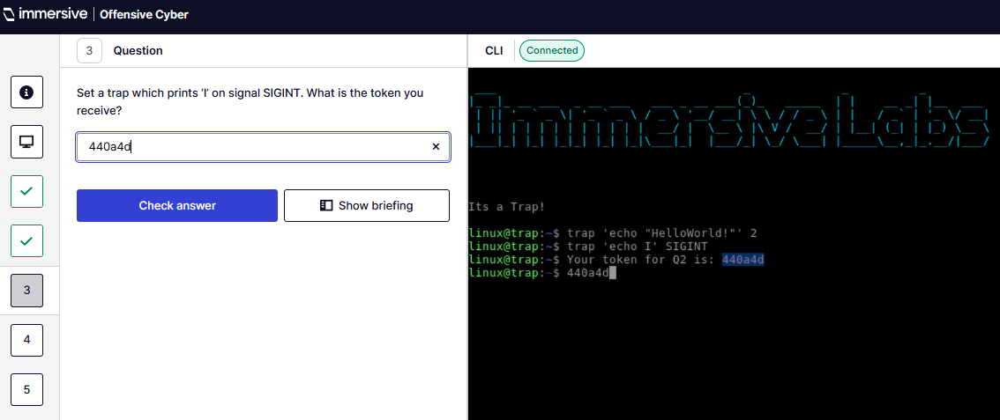 immersive | Offensive Cyber
3 Question
Set a trap which prints 'I' on signal SIGINT. What is the token you
receive?
440a4d
Check answer
Show briefing
3
4
5
CLI Connected
Immersive Labs
Its a Trap!
linux@trap:~$ trap 'echo "HelloWorld!"' 2
linux@trap:~$ trap 'echo I' SIGINT
linux@trap:~$ Your token for Q2 is: 440a4d
linux@trap:~$ 440a4d